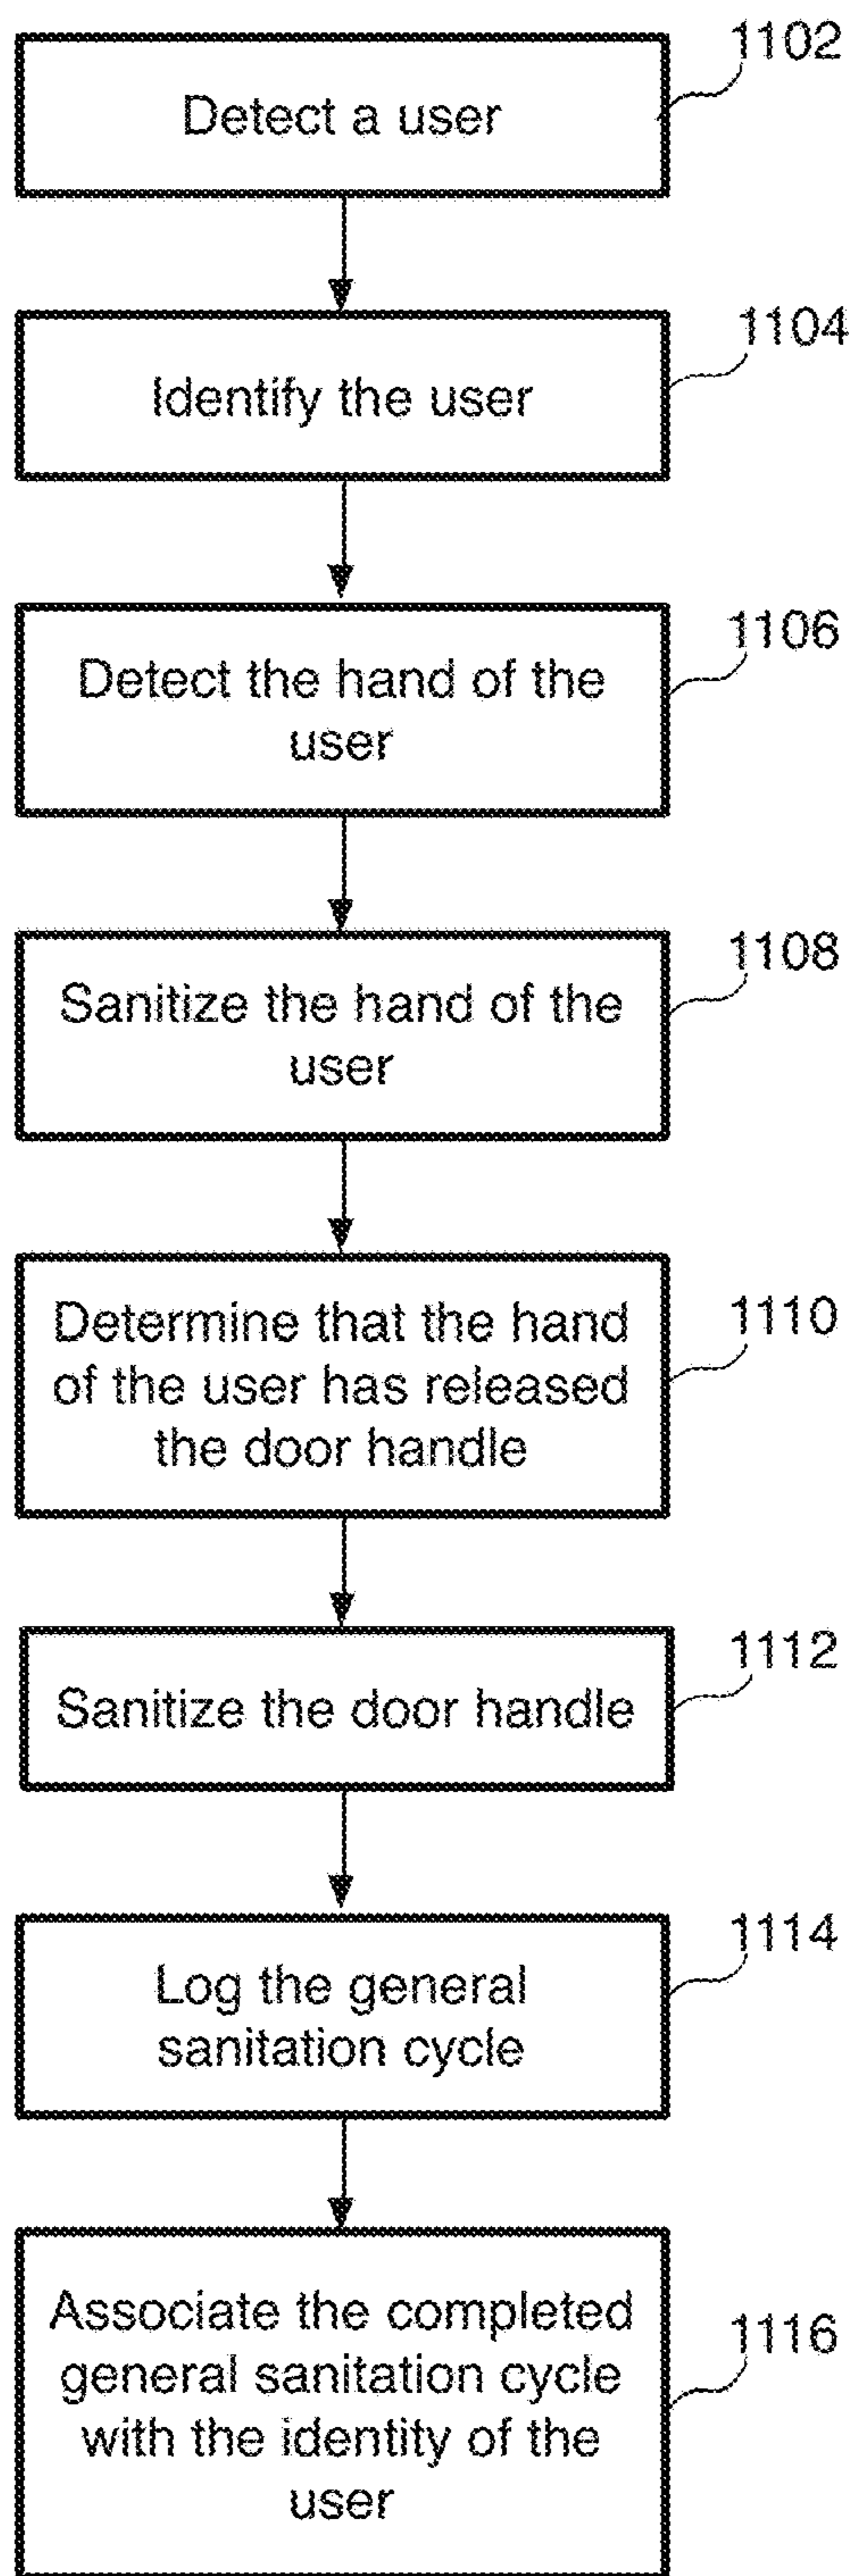 1102
Detect a user
1104
Identify the user
1106
Detect the hand of the
user
1108
Sanitize the hand of the
user
1110
Determine that the hand
of the user has released
the door handle
1112
Sanitize the door handle
1114
Log the general
sanitation cycle
1116
Associate the completed
general sanitation cycle
with the identity of the
user